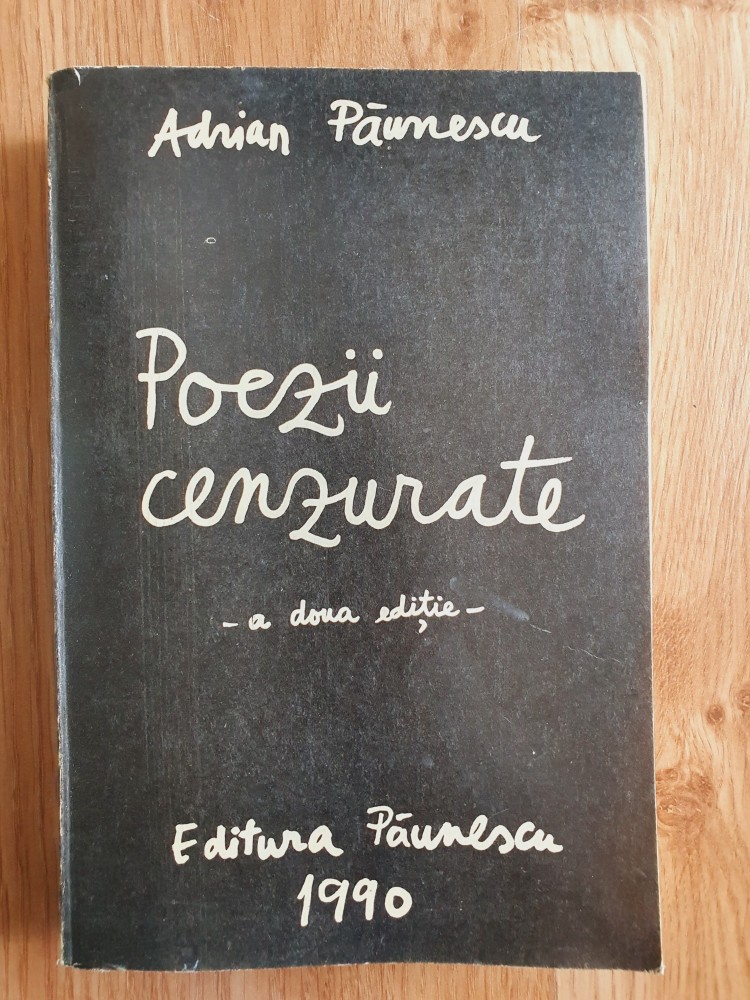 Adrian Păunescu
Poezii
cenzurate
- a doua ediție -
Editura Păunescu
1990